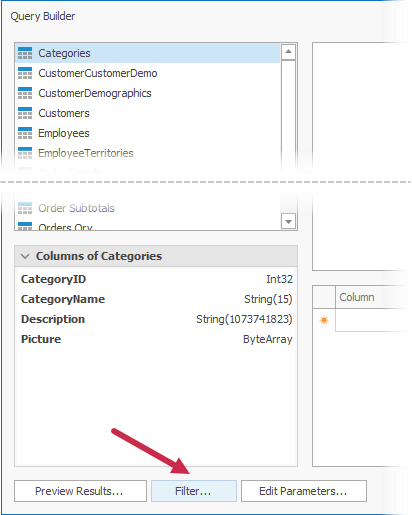 Query Builder
Categories
CustomerCustomerDemo
CustomerDemographics
Customers
Employees
EmployeeTerritories
Order Subtotals
Orders Qry
Columns of Categories
CategoryID Int32
CategoryName String(15)
Description String(1073741823)
Picture ByteArray
Column
Preview Results...
Filter...
Edit Parameters...